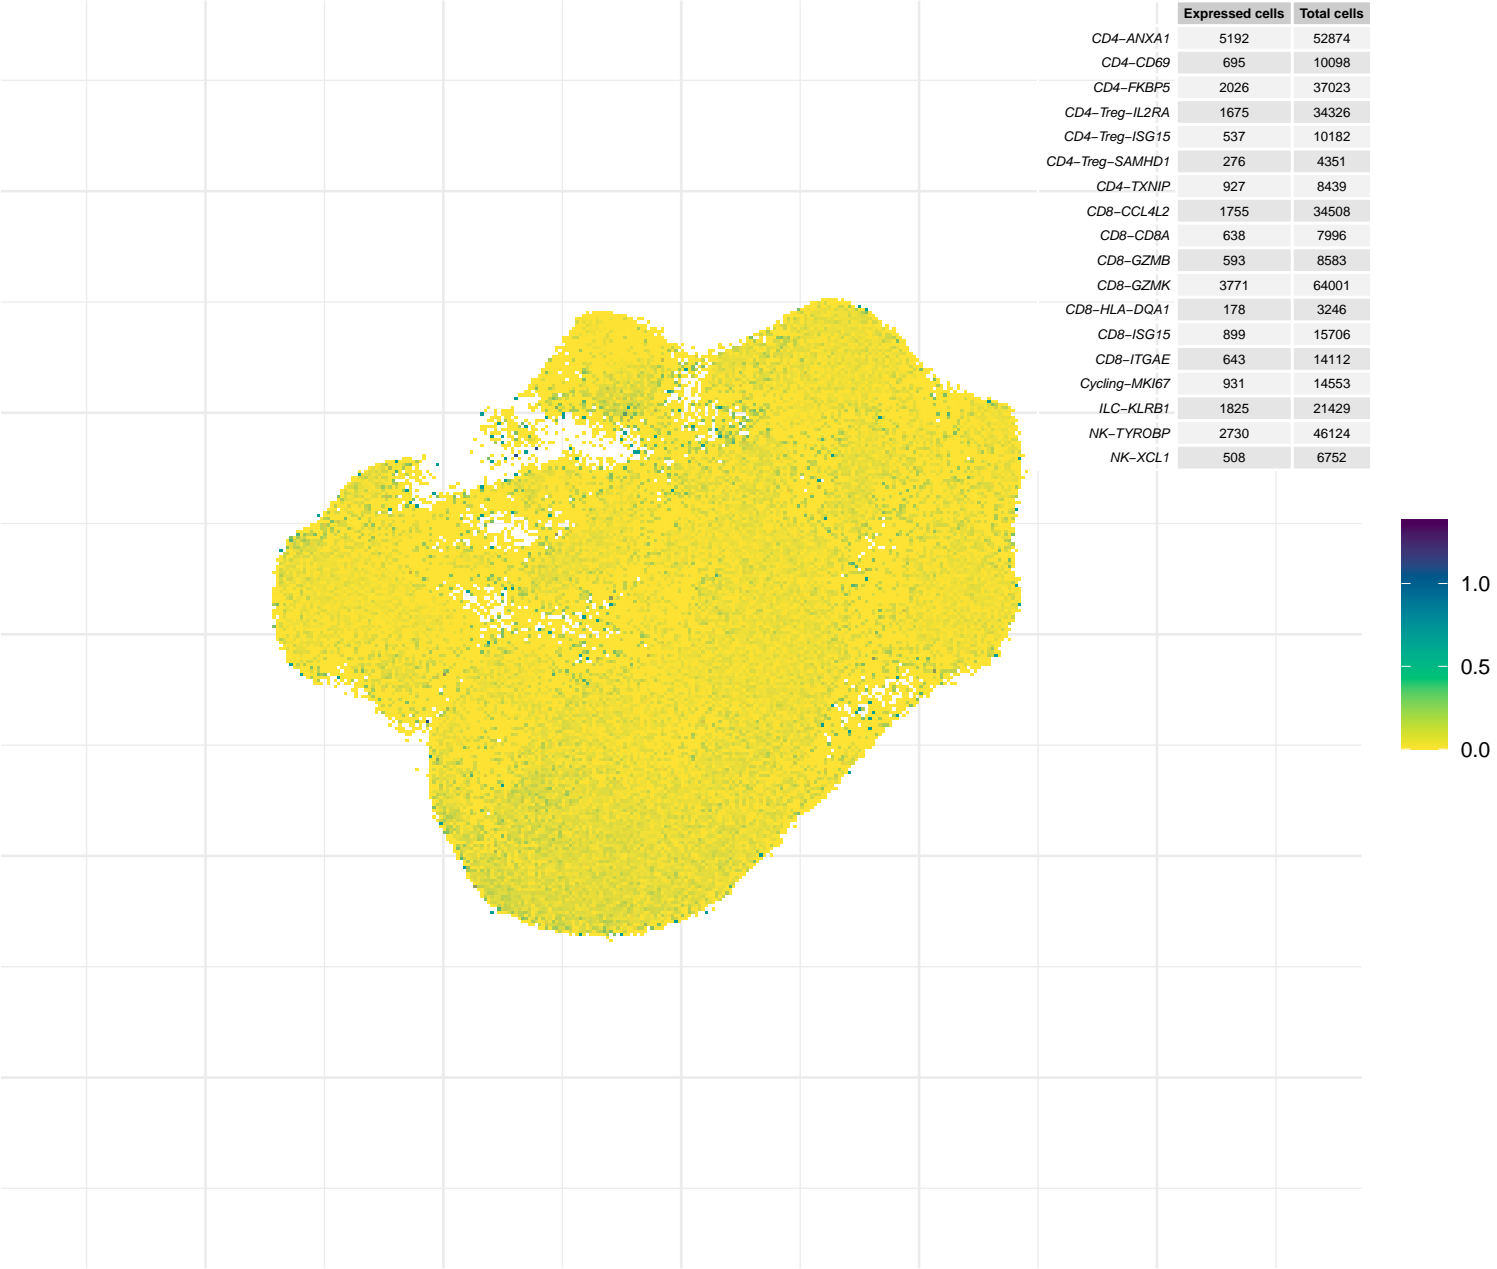 Expressed cells Total cells
CD4−ANXA1 5192 52874
CD4−CD69 695 10098
CD4−FKBP5 2026 37023
CD4−Treg−IL2RA 1675 34326
CD4−Treg−ISG15 537 10182
CD4−Treg−SAMHD1 276 4351
CD4−TXNIP 927 8439
CD8−CCL4L2 1755 34508
CD8−CD8A 638 7996
CD8−GZMB 593 8583
CD8−GZMK 3771 64001
CD8−HLA−DQA1 178 3246
CD8−ISG15 899 15706
CD8−ITGAE 643 14112
Cycling−MKI67 931 14553
ILC−KLRB1 1825 21429
NK−TYROBP 2730 46124
NK−XCL1 508 6752
1.0
0.5
0.0